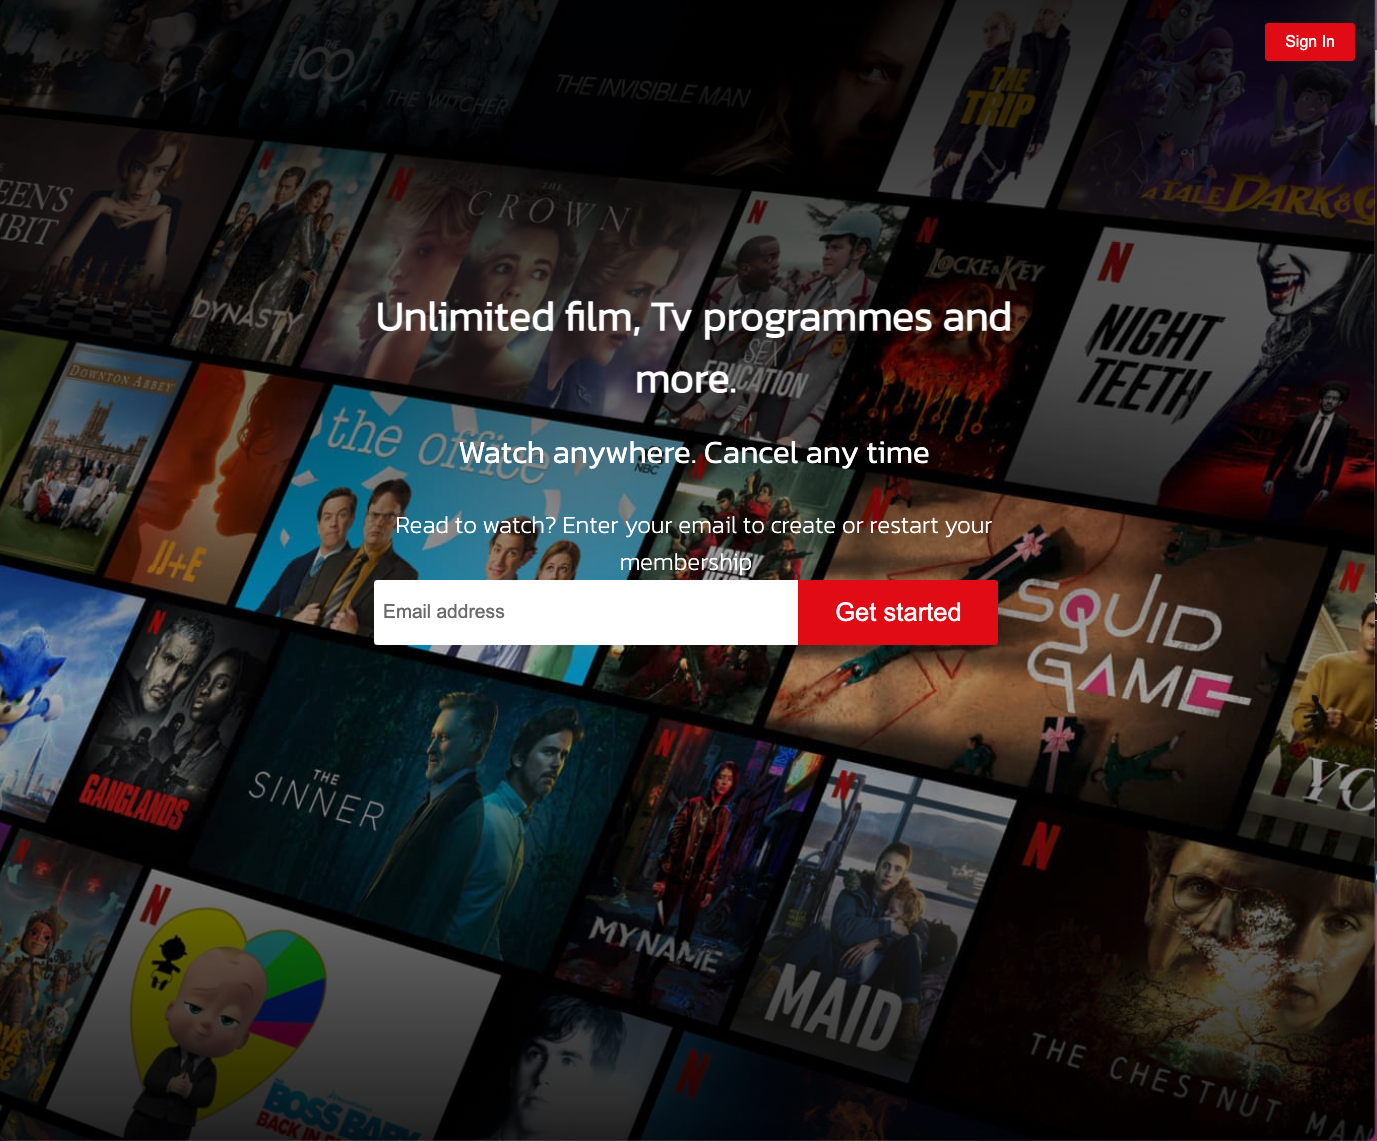 Sign In
100
THE WITCHER
THE INVISIBLE MAN
THE
TRIP
A TALE DARK &
EEN'S
BIT
DYNASTY
THE
CROWN
SEX
EDUCATION
LOCKE & KEY
N
NIGHT
TEETH
Unlimited film, Tv programmes and
more.
DOWNTON ABBEY
the office
NBC
Watch anywhere. Cancel any time
JJ+E
Read to watch? Enter your email to create or restart your
membership
Email address
Get started
SQUID
GAME
GANGLANDS
THE
SINNER
YO
MY NAME
MAID
THE CHESTNUT MAN
THE
BOSS BABY
BACK IN